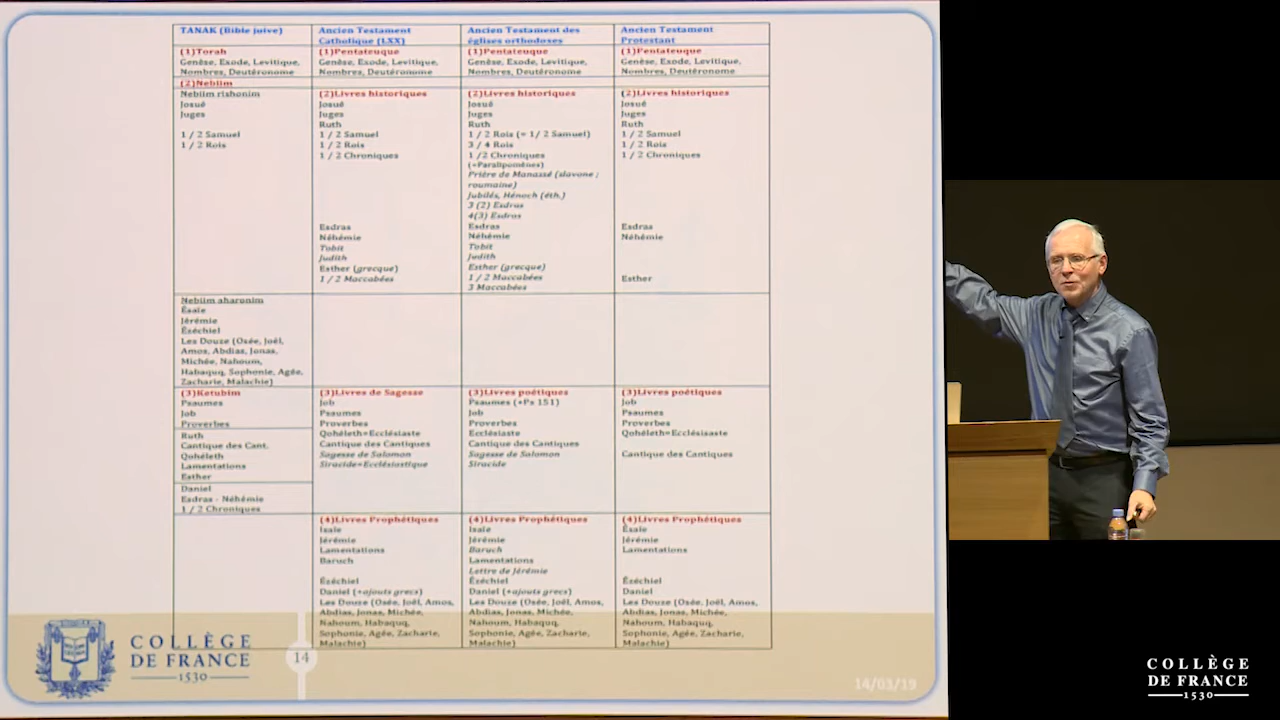 TANAK (Bible juive)
(1)Torah
Genèse, Exode, Levitique,
Nombres, Deutéronome
(2)Nebiim
Nebiim rishonim
Josué
Juges
1 / 2 Samuel
1 / 2 Rois
Nebiim aharonim
Ésaïe
Jérémie
Ézéchiel
Les Douze (Osée, Joël,
Amos, Abdias, Jonas,
Michée, Nahoum,
Habaquq, Sophonie, Agée,
Zacharie, Malachie)
(3)Ketubim
Psaumes
Job
Proverbes
Ruth
Cantique des Cant.
Qohéleth
Lamentations
Esther
Daniel
Esdras - Néhémie
1 / 2 Chroniques
Ancien Testament
Catholique (LXX)
(1)Pentateuque
Genèse, Exode, Levitique,
Nombres, Deutéronome
(2)Livres historiques
Josué
Juges
Ruth
1 / 2 Samuel
1 / 2 Rois
1 / 2 Chroniques
Esdras
Néhémie
Tobit
Judith
Esther (grecque)
1 / 2 Maccabées
(3)Livres de Sagesse
Job
Psaumes
Proverbes
Qohéleth=Ecclésiaste
Cantique des Cantiques
Sagesse de Salomon
Siracide=Ecclésiastique
(4)Livres Prophétiques
Isaïe
Jérémie
Lamentations
Baruch
Ézéchiel
Daniel (+ajouts grecs)
Les Douze (Osée, Joël, Amos,
Abdias, Jonas, Michée,
Nahoum, Habaquq,
Sophonie, Agée, Zacharie,
Malachie)
Ancien Testament des
églises orthodoxes
(1)Pentateuque
Genèse, Exode, Levitique,
Nombres, Deutéronome
(2)Livres historiques
Josué
Juges
Ruth
1 / 2 Rois (= 1/ 2 Samuel)
3 / 4 Rois
1 /2 Chroniques
(=Paralipomènes)
Prière de Manassé (slavone ;
roumaine)
Jubilés, Hénoch (éth.)
3 (2) Esdras
4(3) Esdras
Esdras
Néhémie
Tobit
Judith
Esther (grecque)
1 / 2 Maccabées
3 Maccabées
(3)Livres poétiques
Psaumes (+Ps 151)
Job
Proverbes
Ecclésiaste
Cantique des Cantiques
Sagesse de Salomon
Siracide
(4)Livres Prophétiques
Isaïe
Jérémie
Baruch
Lamentations
Lettre de Jérémie
Ézéchiel
Daniel (+ajouts grecs)
Les Douze (Osée, Joël, Amos,
Abdias, Jonas, Michée,
Nahoum, Habaquq,
Sophonie, Agée, Zacharie,
Malachie)
Ancien Testament
Protestant
(1)Pentateuque
Genèse, Exode, Levitique,
Nombres, Deutéronome
(2)Livres historiques
Josué
Juges
Ruth
1 / 2 Samuel
1 / 2 Rois
1 / 2 Chroniques
Esdras
Néhémie
Esther
(3)Livres poétiques
Job
Psaumes
Proverbes
Qohéleth=Ecclésisaste
Cantique des Cantiques
(4)Livres Prophétiques
Ésaïe
Jérémie
Lamentations
Ézéchiel
Daniel
Les Douze (Osée, Joël, Amos,
Abdias, Jonas, Michée,
Nahoum, Habaquq,
Sophonie, Agée, Zacharie,
Malachie)
COLLÈGE
DE FRANCE
1530
14
14/03/19
COLLÈGE
DE FRANCE
1530